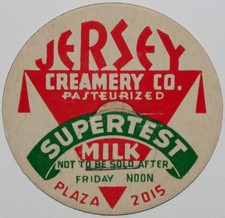 JERSEY
CREAMERY CO.
PASTEURIZED
SUPERTEST
MILK
NOT TO BE SOLD AFTER
FRIDAY NOON
PLAZA 2015